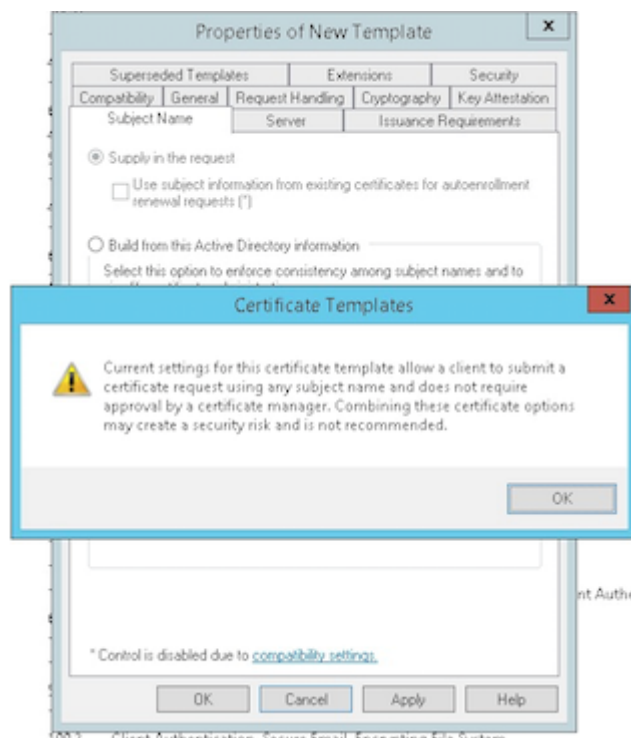 Properties of New Template
x
Superseded Templates Extensions Security
Compatibility General Request Handling Cryptography Key Attestation
Subject Name Server Issuance Requirements
Supply in the request
Use subject information from existing certificates for autoenrollment
renewal requests (*)
Build from this Active Directory information
Select this option to enforce consistency among subject names and to
Certificate Templates
x
Current settings for this certificate template allow a client to submit a
certificate request using any subject name and does not require
approval by a certificate manager. Combining these certificate options
may create a security risk and is not recommended.
OK
* Control is disabled due to compatibility settings.
OK Cancel Apply Help
Client Authentication, Secure Email, Encrypting File System